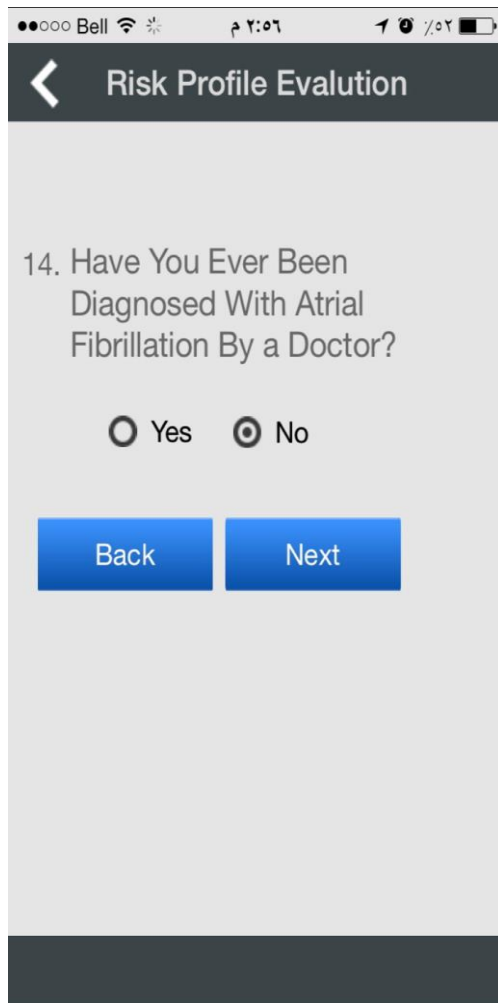 Bell ٢:٥٦ م ٪٥٢
Risk Profile Evalution
14. Have You Ever Been
Diagnosed With Atrial
Fibrillation By a Doctor?
Yes No
Back Next